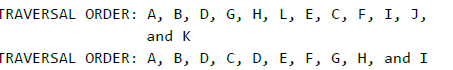 TRAVERSAL ORDER: A, B, D, G, H, L, E, C, F, I, J,
and K
TRAVERSAL ORDER: A, B, D, C, D, E, F, G, H, and I